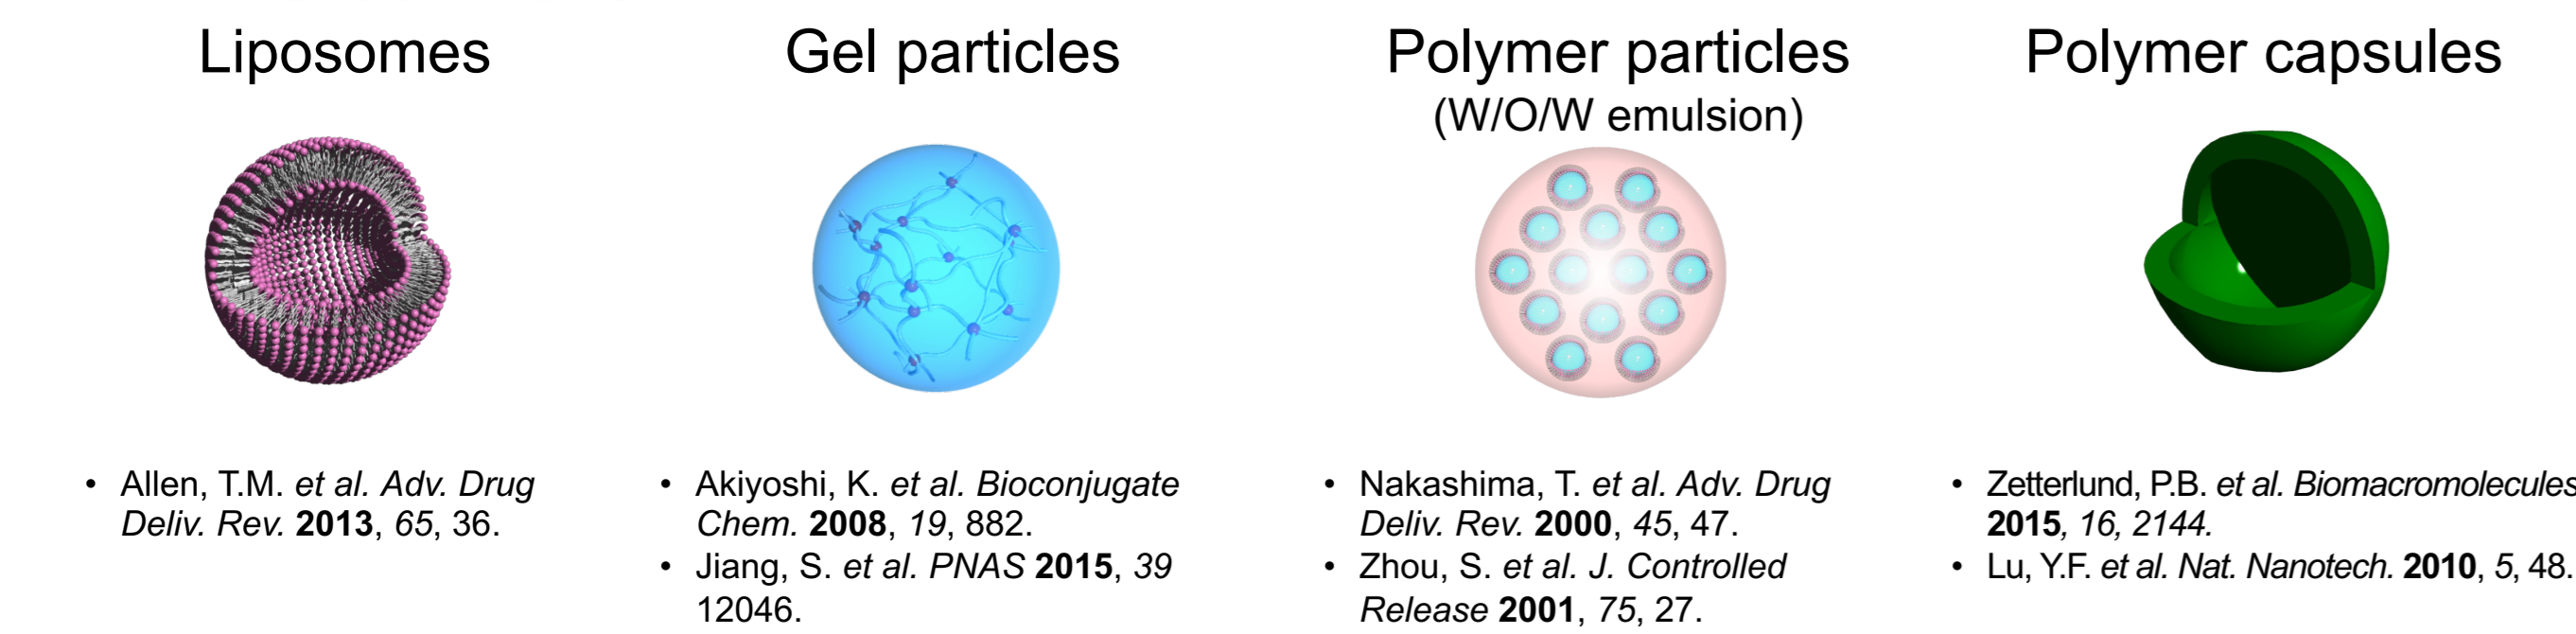 Liposomes
Gel particles
Polymer particles
(W/O/W emulsion)
Polymer capsules
• Allen, T.M. et al. Adv. Drug
Deliv. Rev. 2013, 65, 36.
• Akiyoshi, K. et al. Bioconjugate
Chem. 2008, 19, 882.
• Jiang, S. et al. PNAS 2015, 39
12046.
• Nakashima, T. et al. Adv. Drug
Deliv. Rev. 2000, 45, 47.
• Zhou, S. et al. J. Controlled
Release 2001, 75, 27.
• Zetterlund, P.B. et al. Biomacromolecules
2015, 16, 2144.
• Lu, Y.F. et al. Nat. Nanotech. 2010, 5, 48.